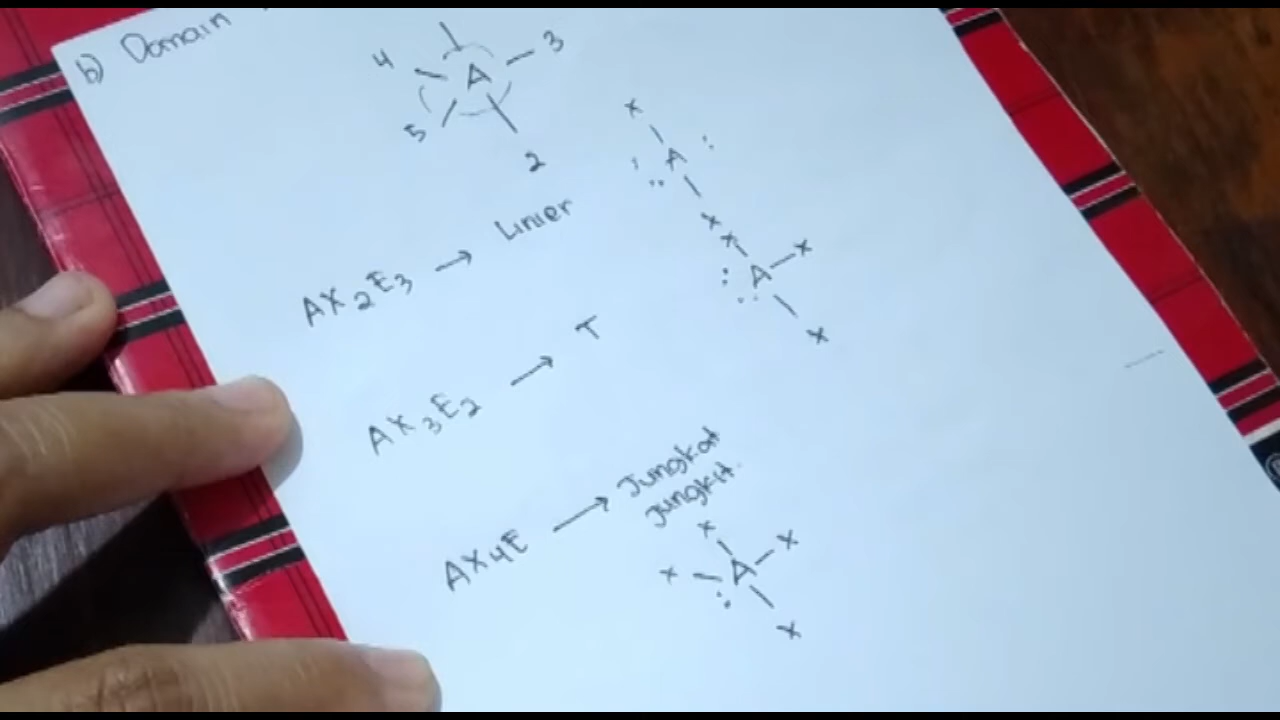 b) Domain
4 A 3
5
2
X
: A :
..
X
AX2E3 → Linier
X
: A – X
..
X
AX3E2 → T
AX4E → Jungkat
Jungkit
X
X – A – X
:
X